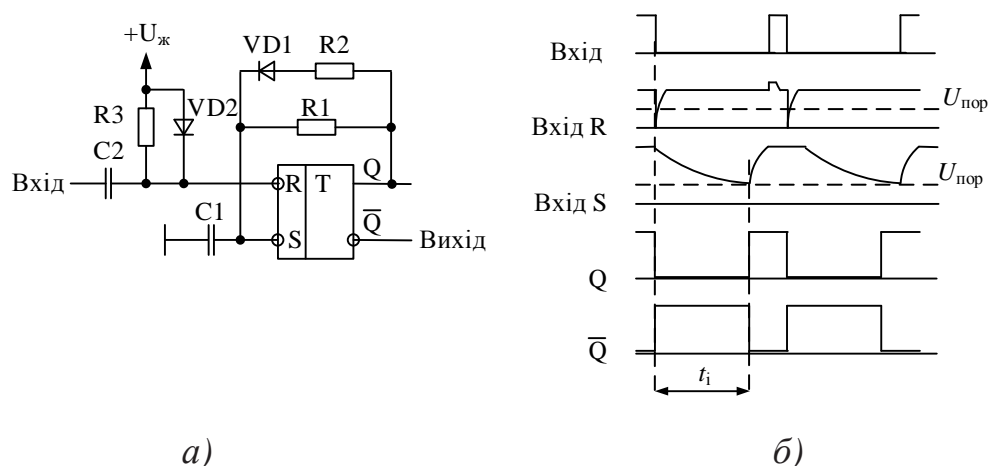 +Uж
VD1
R2
R3
VD2
R1
C2
Вхід
R
T
Q
C1
S
Q̅
Вихід
Вхід
Uпор
Вхід R
Uпор
Вхід S
Q
Q̅
tі
а)
б)